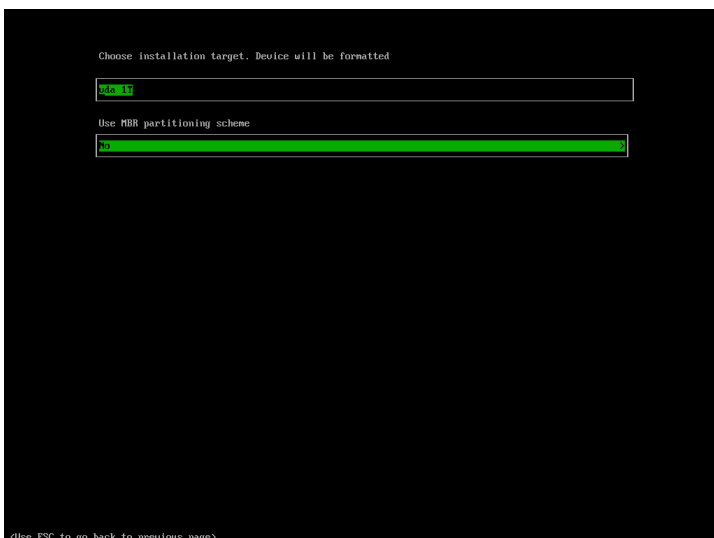 Choose installation target. Device will be formatted
vda 1T
Use MBR partitioning scheme
No >
<Use ESC to go back to previous page>